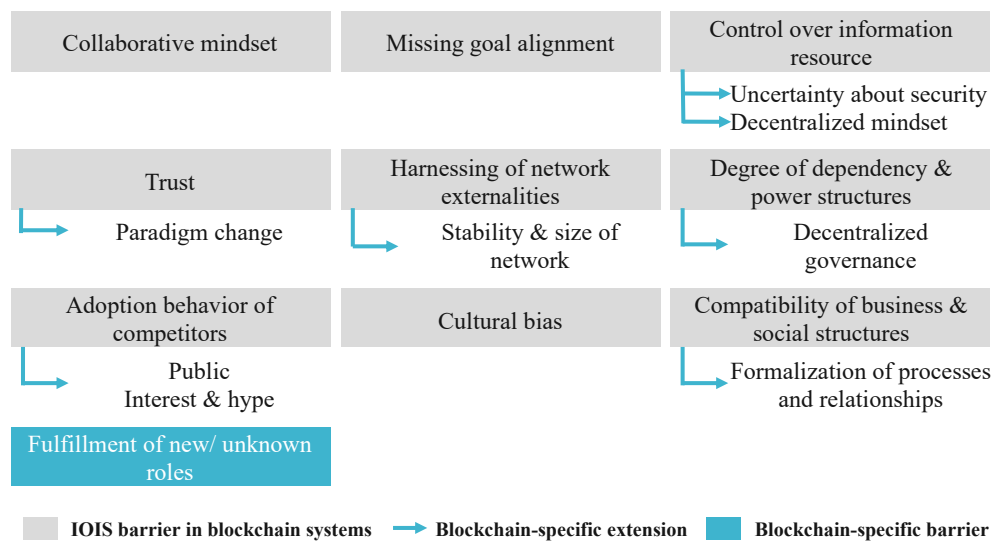 Collaborative mindset
Missing goal alignment
Control over information
resource
Uncertainty about security
Decentralized mindset
Trust
Paradigm change
Harnessing of network
externalities
Stability & size of
network
Degree of dependency &
power structures
Decentralized
governance
Adoption behavior of
competitors
Public
Interest & hype
Cultural bias
Compatibility of business &
social structures
Formalization of processes
and relationships
Fulfillment of new/ unknown
roles
IOIS barrier in blockchain systems
Blockchain-specific extension
Blockchain-specific barrier